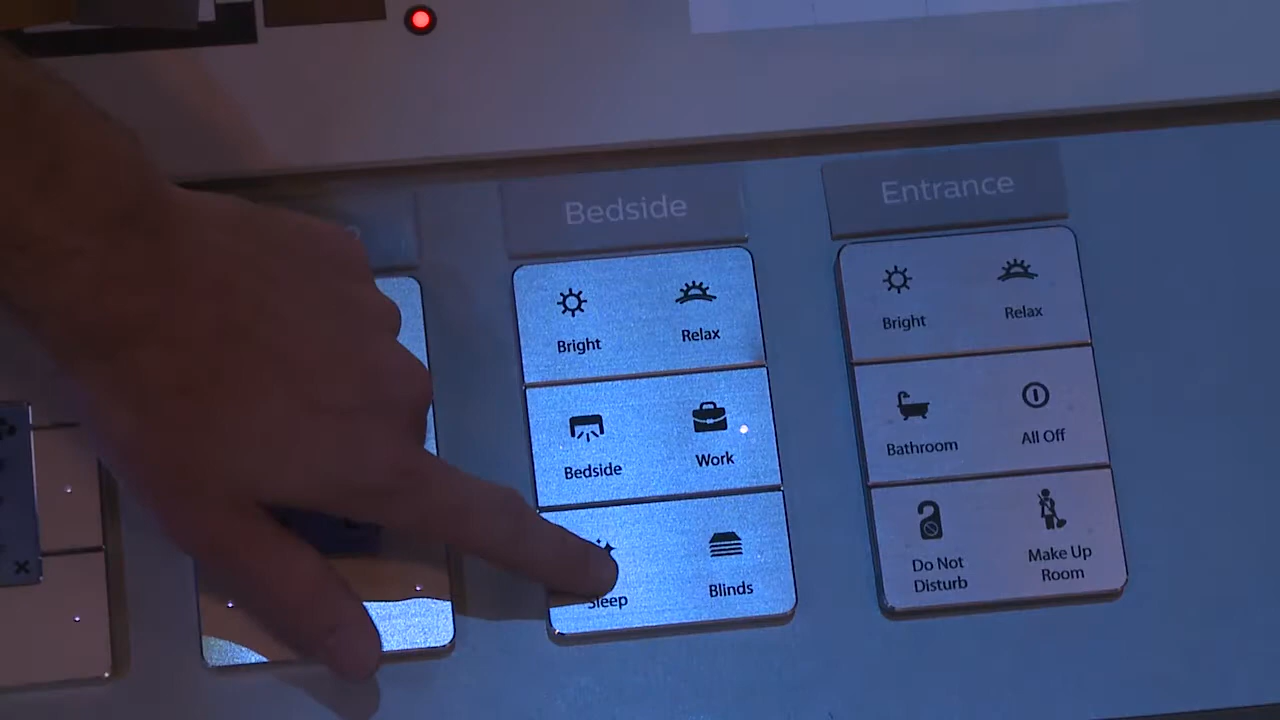 Bedside
Bright
Relax
Bedside
Work
Sleep
Blinds
Entrance
Bright
Relax
Bathroom
All Off
Do Not
Disturb
Make Up
Room